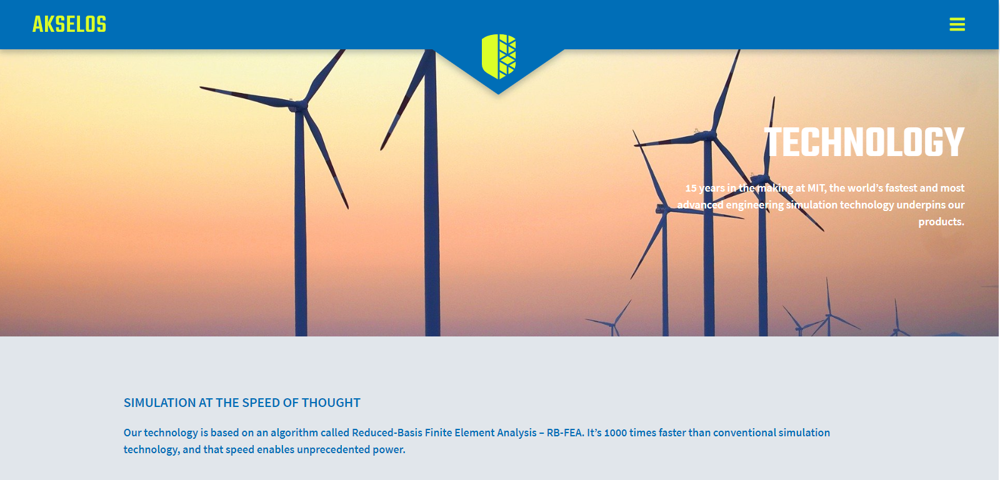 AKSELOS
TECHNOLOGY
15 years in the making at MIT, the world’s fastest and most
advanced engineering simulation technology underpins our
products.
SIMULATION AT THE SPEED OF THOUGHT
Our technology is based on an algorithm called Reduced-Basis Finite Element Analysis – RB-FEA. It’s 1000 times faster than conventional simulation
technology, and that speed enables unprecedented power.